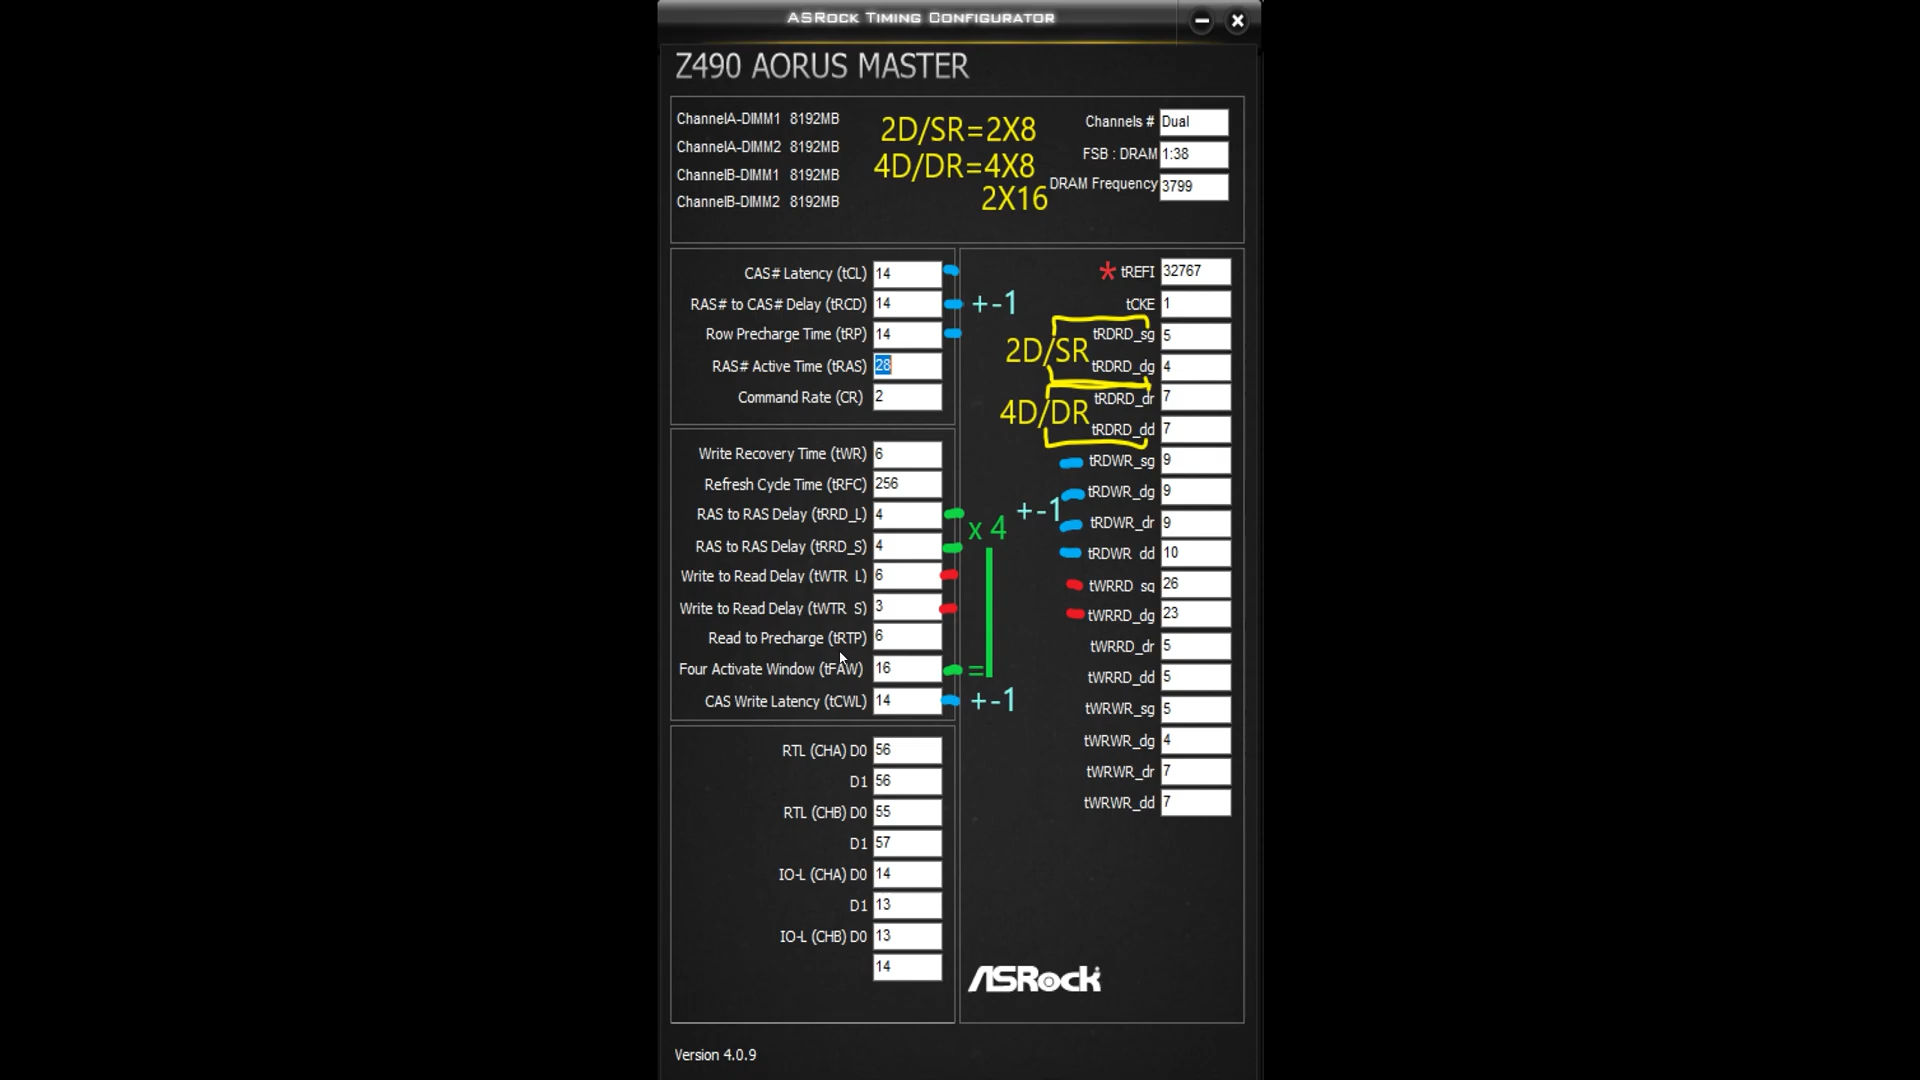 ASRock Timing Configurator
Z490 AORUS MASTER
ChannelA-DIMM1 8192MB
ChannelA-DIMM2 8192MB
ChannelB-DIMM1 8192MB
ChannelB-DIMM2 8192MB
2D/SR=2X8
4D/DR=4X8
2X16
Channels # Dual
FSB : DRAM 1:38
DRAM Frequency 3799
CAS# Latency (tCL) 14
RAS# to CAS# Delay (tRCD) 14 +-1
Row Precharge Time (tRP) 14
RAS# Active Time (tRAS) 28
Command Rate (CR) 2
Write Recovery Time (tWR) 6
Refresh Cycle Time (tRFC) 256
RAS to RAS Delay (tRRD_L) 4
x 4
RAS to RAS Delay (tRRD_S) 4
Write to Read Delay (tWTR L) 6
Write to Read Delay (tWTR S) 3
Read to Precharge (tRTP) 6
Four Activate Window (tFAW) 16 =
CAS Write Latency (tCWL) 14 +-1
RTL (CHA) D0 56
D1 56
RTL (CHB) D0 55
D1 57
IO-L (CHA) D0 14
D1 13
IO-L (CHB) D0 13
14
* tREFI 32767
tCKE 1
tRDRD_sg 5
2D/SR
tRDRD_dg 4
tRDRD_dr 7
4D/DR
tRDRD_dd 7
tRDWR_sg 9
tRDWR_dg 9
+-1
tRDWR_dr 9
tRDWR dd 10
tWRRD sg 26
tWRRD_dg 23
tWRRD_dr 5
tWRRD_dd 5
tWRWR_sg 5
tWRWR_dg 4
tWRWR_dr 7
tWRWR_dd 7
ASRock
Version 4.0.9